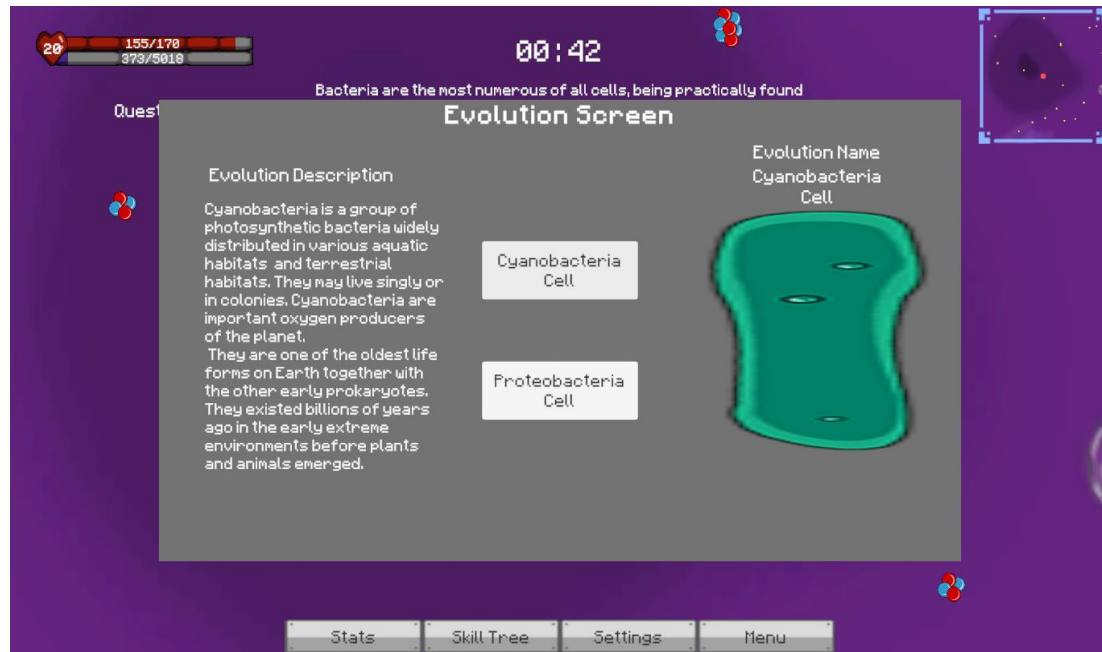 20
155/170
373/5018
00:42
Bacteria are the most numerous of all cells, being practically found
Quest
Evolution Screen
Evolution Description
Cyanobacteria is a group of
photosynthetic bacteria widely
distributed in various aquatic
habitats and terrestrial
habitats. They may live singly or
in colonies. Cyanobacteria are
important oxygen producers
of the planet.
They are one of the oldest life
forms on Earth together with
the other early prokaryotes.
They existed billions of years
ago in the early extreme
environments before plants
and animals emerged.
Cyanobacteria
Cell
Proteobacteria
Cell
Evolution Name
Cyanobacteria
Cell
Stats
Skill Tree
Settings
Menu